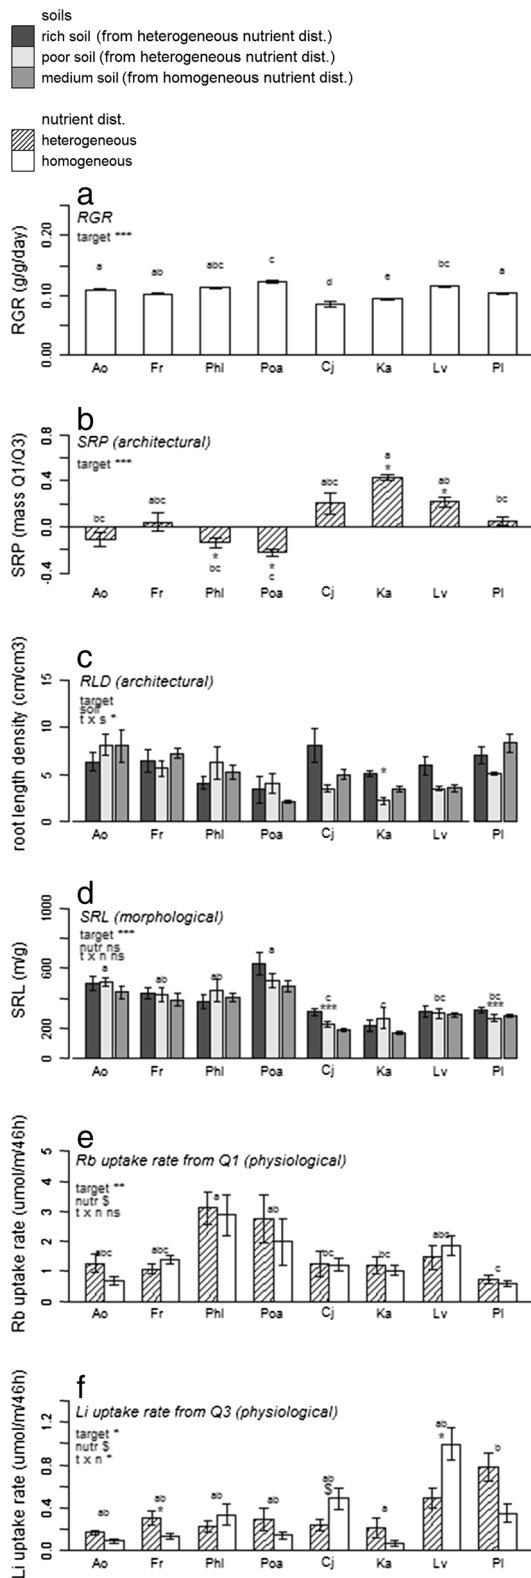 soils
rich soil (from heterogeneous nutrient dist.)
poor soil (from heterogeneous nutrient dist.)
medium soil (from homogeneous nutrient dist.)
nutrient dist.
heterogeneous
homogeneous
a
RGR
target ***
RGR (g/g/day)
0.20
0.10
0.00
a ab abc c d e bc a
Ao Fr Phl Poa Cj Ka Lv Pl
b
SRP (architectural)
target ***
SRP (mass Q1/Q3)
0.8
0.4
0.0
-0.4
bc abc * bc * c abc a * ab * bc
Ao Fr Phl Poa Cj Ka Lv Pl
c
RLD (architectural)
target
soil
t x s *
root length density (cm/cm3)
15
10
5
0
*
Ao Fr Phl Poa Cj Ka Lv Pl
d
SRL (morphological)
target ***
nutr ns
t x n ns
SRL (m/g)
1000
600
200
0
a ab ab a c *** c bc bc ***
Ao Fr Phl Poa Cj Ka Lv Pl
e
Rb uptake rate from Q1 (physiological)
target **
nutr $
t x n ns
Rb uptake rate (umol/m/46h)
5
4
3
2
1
0
abc abc a ab bc bc abc c
Ao Fr Phl Poa Cj Ka Lv Pl
f
Li uptake rate from Q3 (physiological)
target *
nutr $
t x n *
Li uptake rate (umol/m/46h)
1.2
0.8
0.4
0.0
ab ab * ab ab ab $ a ab * b
Ao Fr Phl Poa Cj Ka Lv Pl